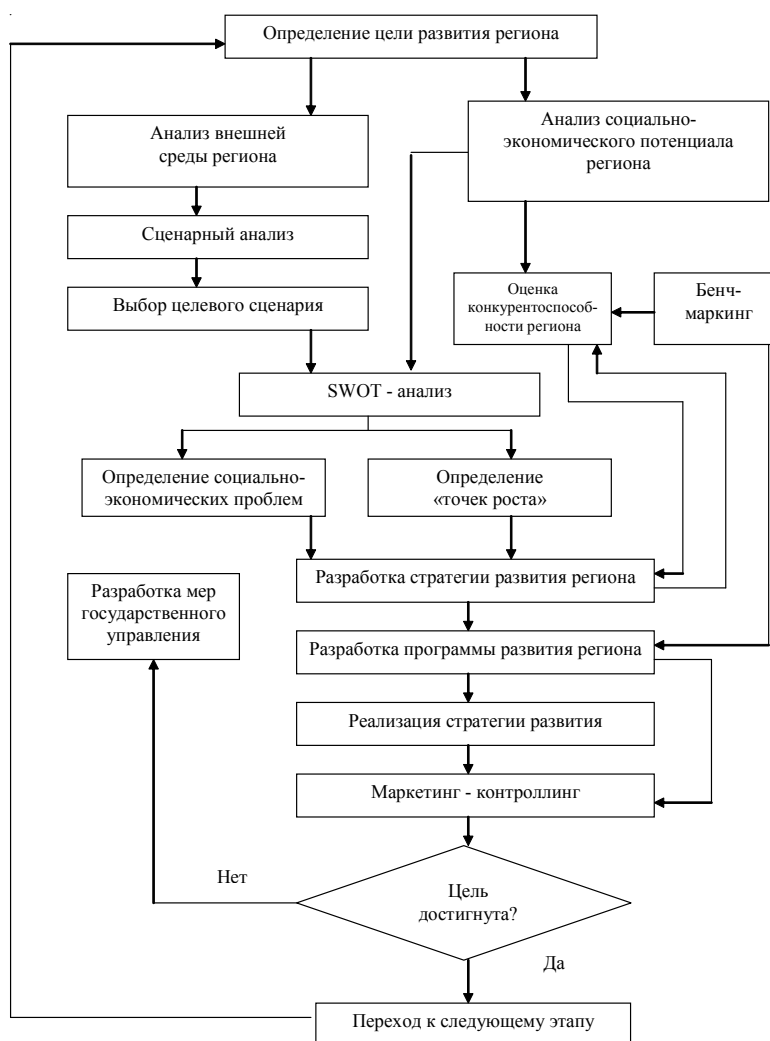 Определение цели развития региона
Анализ внешней
среды региона
Анализ социально-
экономического потенциала
региона
Сценарный анализ
Выбор целевого сценария
Оценка
конкурентоспособ-
ности региона
Бенч-
маркинг
SWOT - анализ
Определение социально-
экономических проблем
Определение
«точек роста»
Разработка стратегии развития региона
Разработка мер
государственного
управления
Разработка программы развития региона
Реализация стратегии развития
Маркетинг - контроллинг
Нет
Цель
достигнута?
Да
Переход к следующему этапу